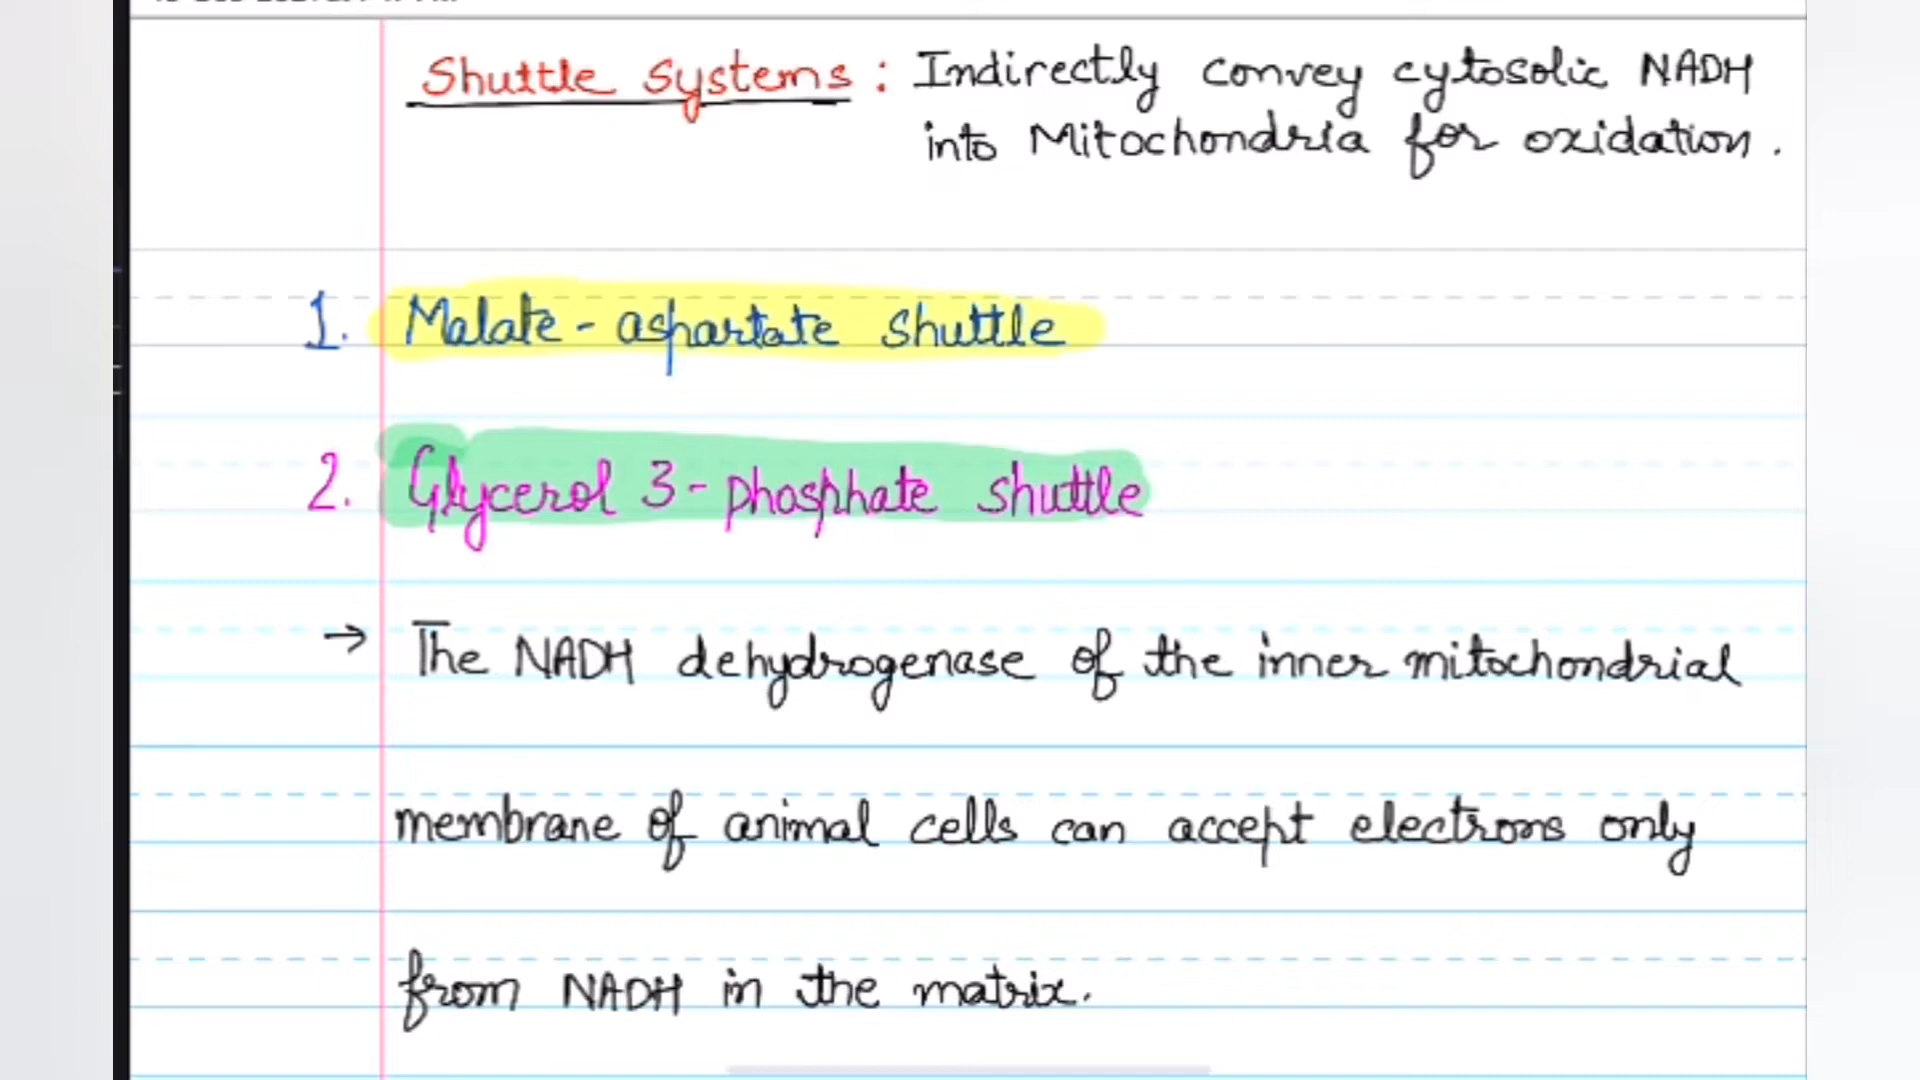 Shuttle Systems : Indirectly convey cytosolic NADH
into Mitochondria for oxidation.
1. Malate - aspartate shuttle
2. Glycerol 3- phosphate shuttle
→ The NADH dehydrogenase of the inner mitochondrial
membrane of animal cells can accept electrons only
from NADH in the matrix.